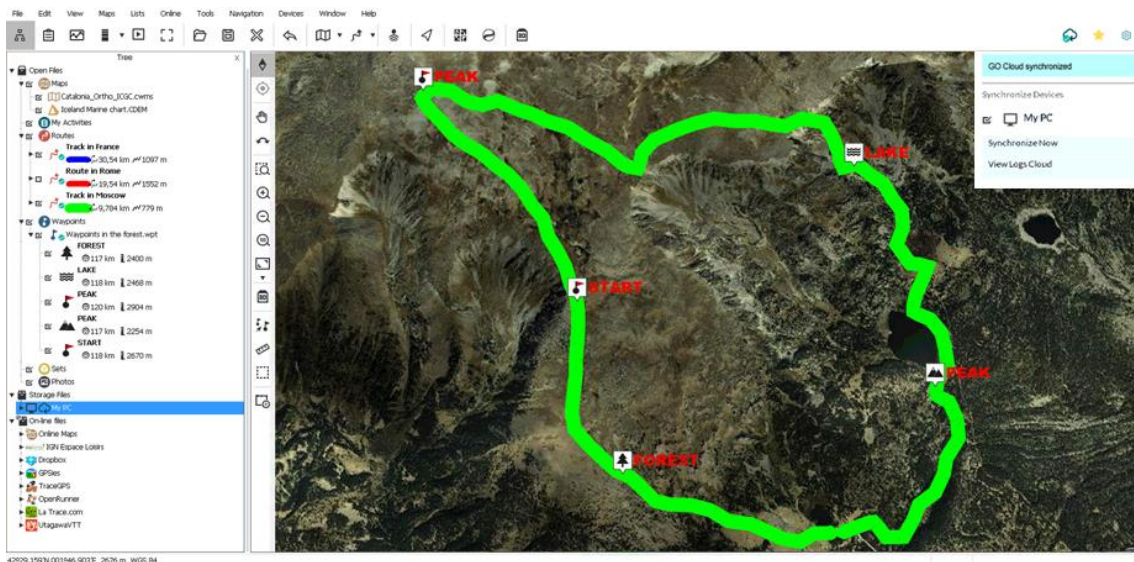 File Edit View Maps Lists Online Tools Navigation Devices Window Help
Tree X
Open Files
Maps
Catalonia_Ortho_ICGC.cwms
Iceland Marine chart.CDEM
My Activities
Routes
Track in France
30,54 km 1097 m
Route in Rome
19,54 km 1552 m
Track in Moscow
9,784 km 779 m
Waypoints
Waypoints in the forest.wpt
FOREST
117 km 2400 m
LAKE
118 km 2468 m
PEAK
120 km 2904 m
PEAK
117 km 2254 m
START
118 km 2670 m
Sets
Photos
Storage Files
My PC
On-line files
Online Maps
IGN Espace Loisirs
Dropbox
GPSies
TraceGPS
OpenRunner
La Trace.com
UtagawaVTT
PEAK
LAKE
START
PEAK
FOREST
GO Cloud synchronized
Synchronize Devices
My PC
Synchronize Now
View Logs Cloud
2676 m, WGS 84